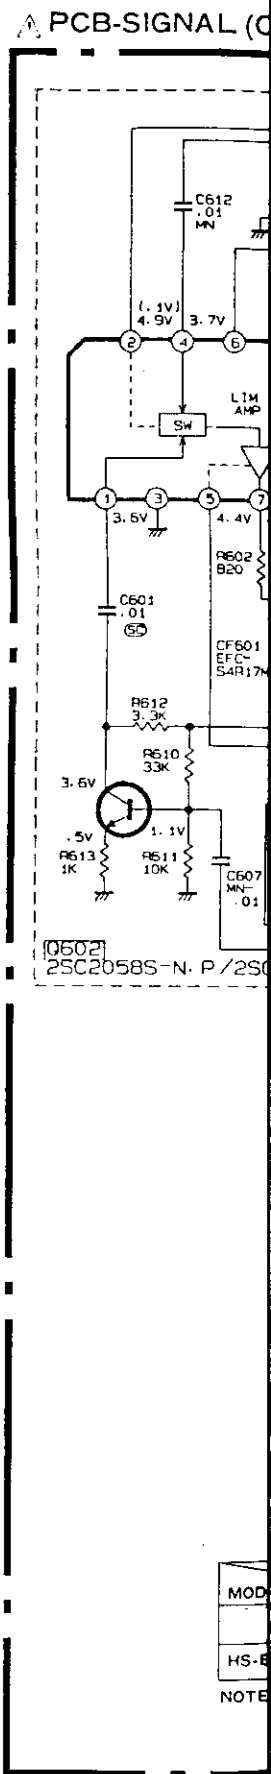 PCB-SIGNAL (
C612
.01
MN
(.1V)
4.9V
3.7V
2
4
6
SW
LIM
AMP
1
3
5
7
3.6V
4.4V
R602
820
C601
.01
SC
CF601
EFC-
S4R17M
R612
3.3K
R610
33K
3.6V
.5V
1.1V
R613
1K
R611
10K
C607
MN-
.01
Q602
2SC2058S-N.P/2SC
MOD
HS-E
NOTE